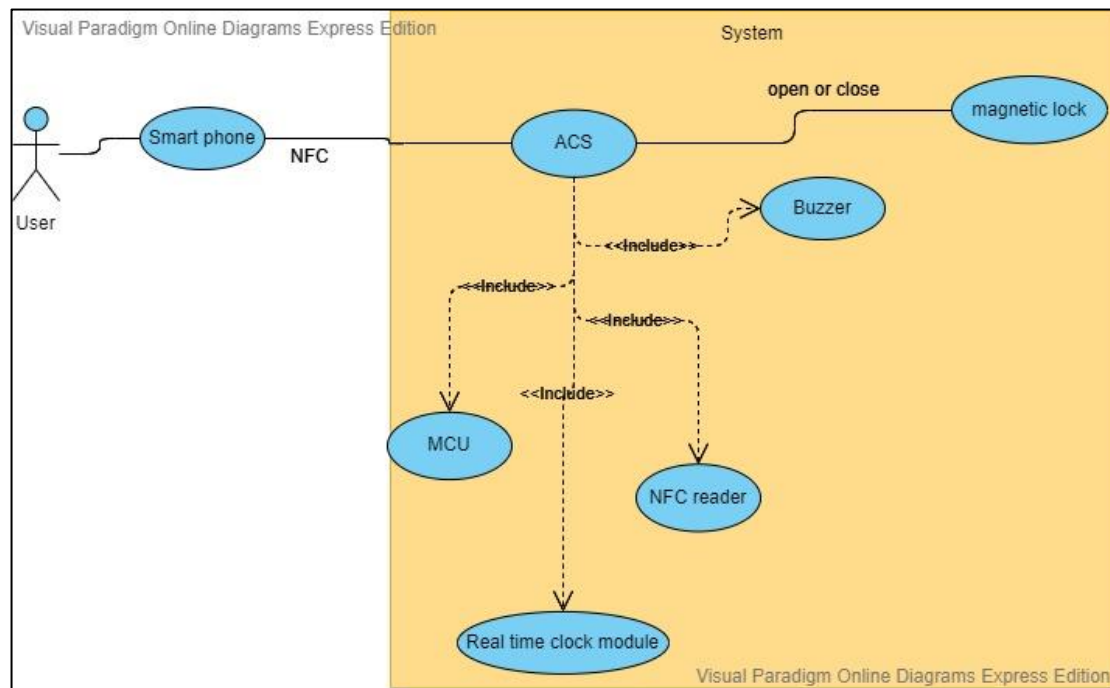 Visual Paradigm Online Diagrams Express Edition
System
open or close
magnetic lock
Smart phone
NFC
ACS
User
Buzzer
<<Include>>
<<Include>>
<<Include>>
<<Include>>
MCU
NFC reader
Real time clock module
Visual Paradigm Online Diagrams Express Edition